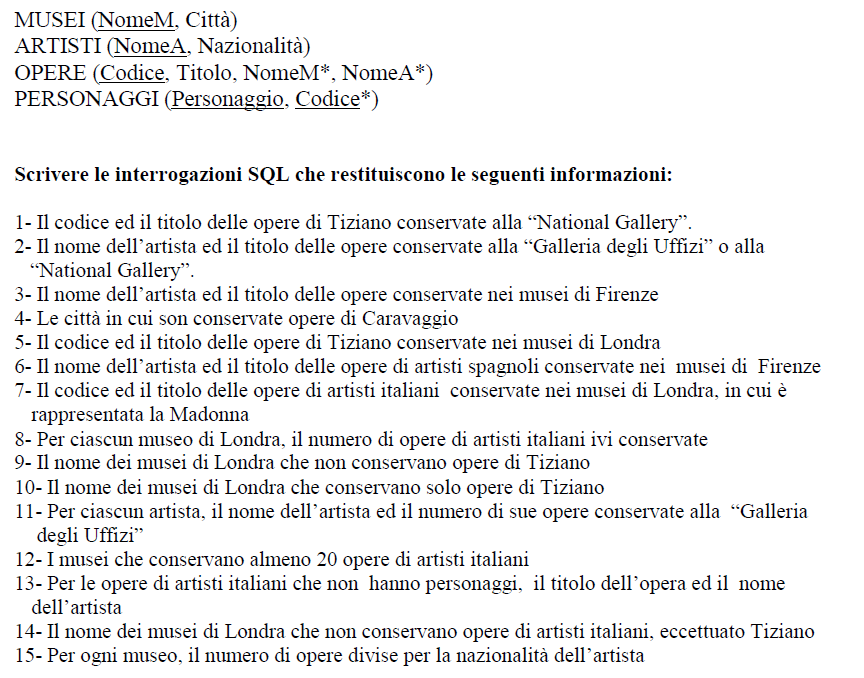 MUSEI (NomeM, Città)
ARTISTI (NomeA, Nazionalità)
OPERE (Codice, Titolo, NomeM*, NomeA*)
PERSONAGGI (Personaggio, Codice*)
Scrivere le interrogazioni SQL che restituiscono le seguenti informazioni:
1- Il codice ed il titolo delle opere di Tiziano conservate alla “National Gallery”.
2- Il nome dell’artista ed il titolo delle opere conservate alla “Galleria degli Uffizi” o alla
“National Gallery”.
3- Il nome dell’artista ed il titolo delle opere conservate nei musei di Firenze
4- Le città in cui son conservate opere di Caravaggio
5- Il codice ed il titolo delle opere di Tiziano conservate nei musei di Londra
6- Il nome dell’artista ed il titolo delle opere di artisti spagnoli conservate nei musei di Firenze
7- Il codice ed il titolo delle opere di artisti italiani conservate nei musei di Londra, in cui è
rappresentata la Madonna
8- Per ciascun museo di Londra, il numero di opere di artisti italiani ivi conservate
9- Il nome dei musei di Londra che non conservano opere di Tiziano
10- Il nome dei musei di Londra che conservano solo opere di Tiziano
11- Per ciascun artista, il nome dell’artista ed il numero di sue opere conservate alla “Galleria
degli Uffizi”
12- I musei che conservano almeno 20 opere di artisti italiani
13- Per le opere di artisti italiani che non hanno personaggi, il titolo dell’opera ed il nome
dell’artista
14- Il nome dei musei di Londra che non conservano opere di artisti italiani, eccettuato Tiziano
15- Per ogni museo, il numero di opere divise per la nazionalità dell’artista